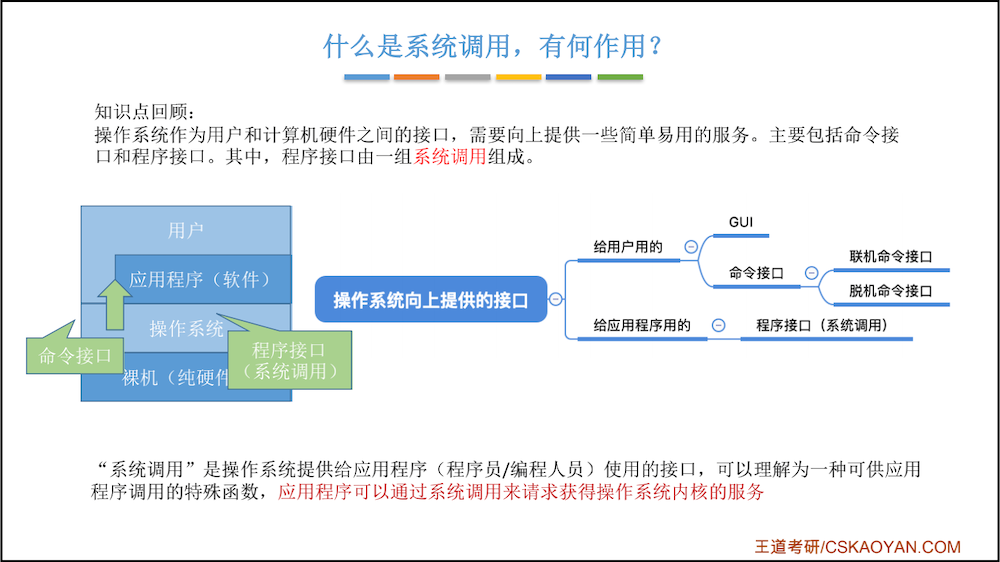 什么是系统调用，有何作用？
知识点回顾：
操作系统作为用户和计算机硬件之间的接口，需要向上提供一些简单易用的服务。主要包括命令接
口和程序接口。其中，程序接口由一组系统调用组成。
用户
应用程序（软件）
操作系统
裸机（纯硬件
命令接口
程序接口
（系统调用）
操作系统向上提供的接口
给用户用的
GUI
命令接口
联机命令接口
脱机命令接口
给应用程序用的
程序接口（系统调用）
“系统调用”是操作系统提供给应用程序（程序员/编程人员）使用的接口，可以理解为一种可供应用
程序调用的特殊函数，应用程序可以通过系统调用来请求获得操作系统内核的服务
王道考研/CSKAOYAN.COM